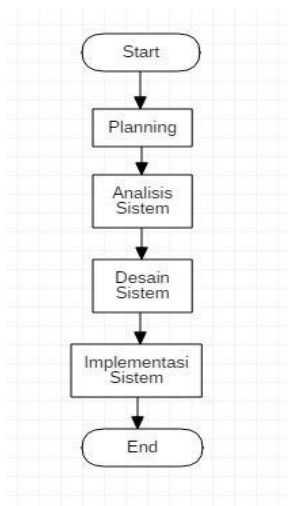 Start
Planning
Analisis
Sistem
Desain
Sistem
Implementasi
Sistem
End